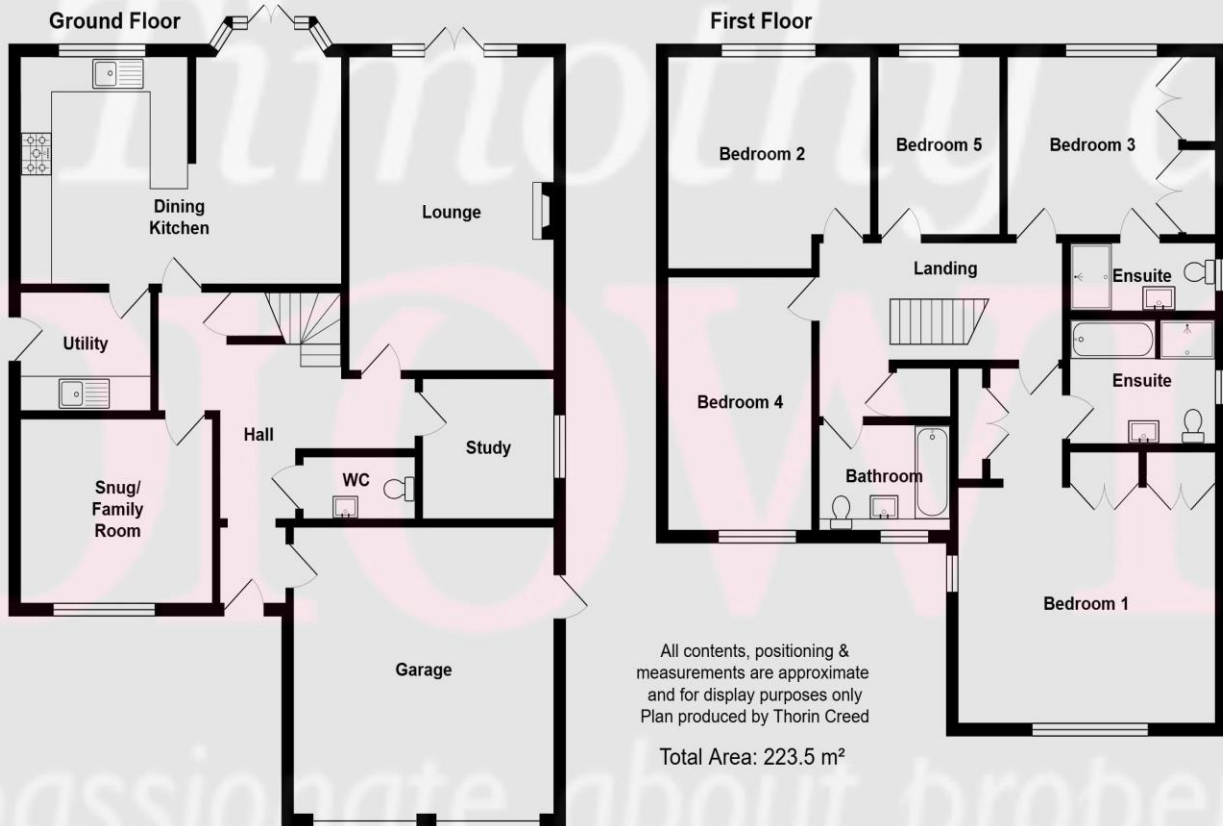 Ground Floor
Dining
Kitchen
Lounge
Utility
Hall
Study
WC
Snug/
Family
Room
Garage
First Floor
Bedroom 2
Bedroom 5
Bedroom 3
Landing
Ensuite
Ensuite
Bedroom 4
Bathroom
Bedroom 1
All contents, positioning &
measurements are approximate
and for display purposes only
Plan produced by Thorin Creed
Total Area: 223.5 m²